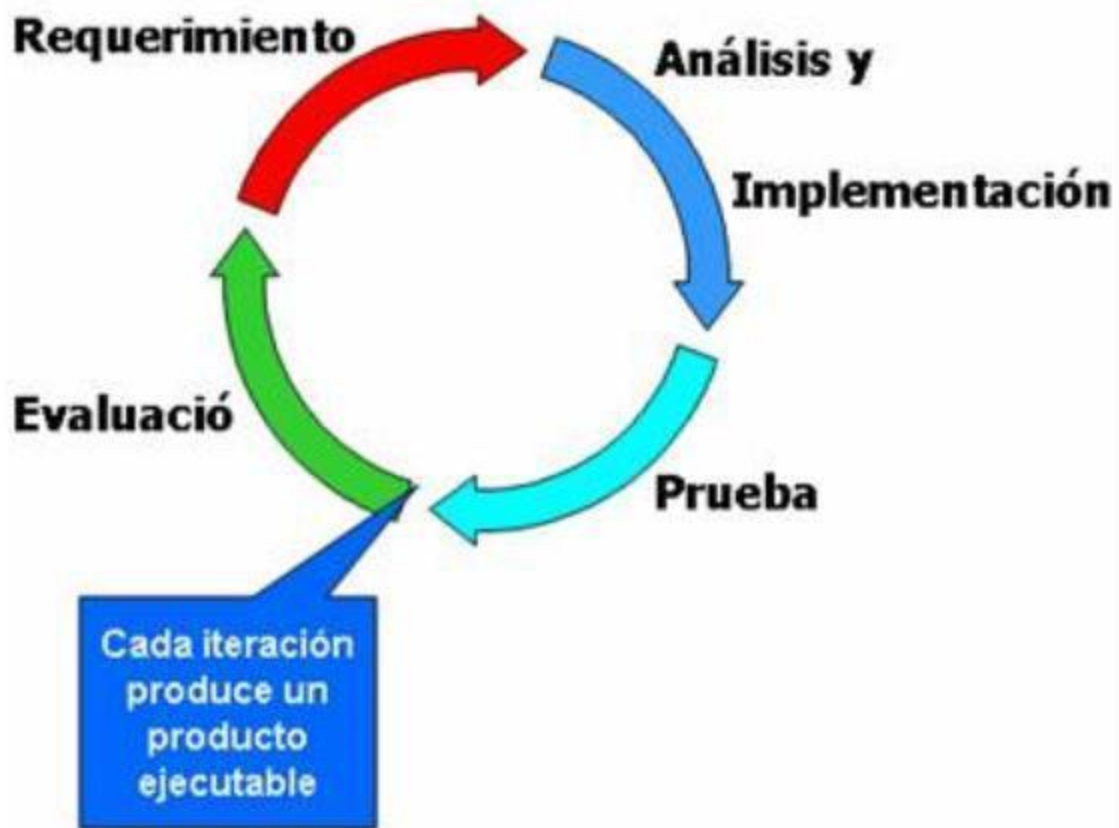 Requerimiento
Análisis y
Implementación
Evaluació
Prueba
Cada iteración
produce un
producto
ejecutable